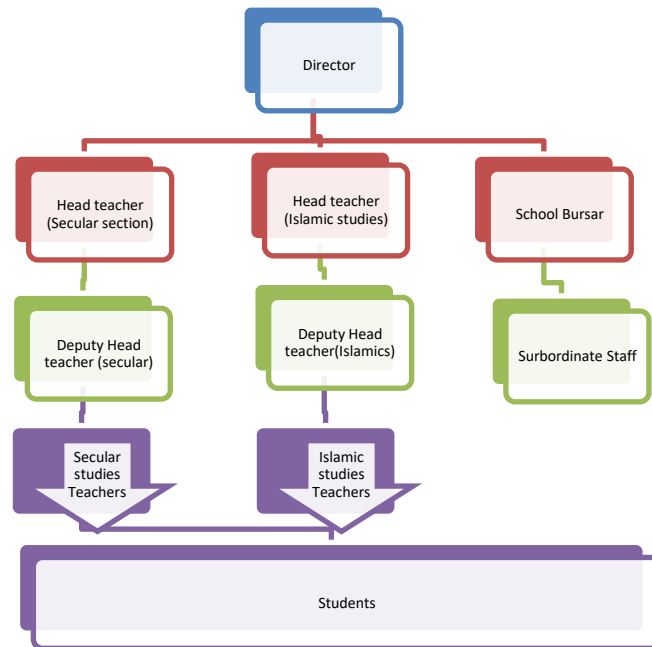 Director
Head teacher
(Secular section)
Head teacher
(Islamic studies)
School Bursar
Deputy Head
teacher (secular)
Deputy Head
teacher(Islamics)
Surbordinate Staff
Secular
studies
Teachers
Islamic
studies
Teachers
Students